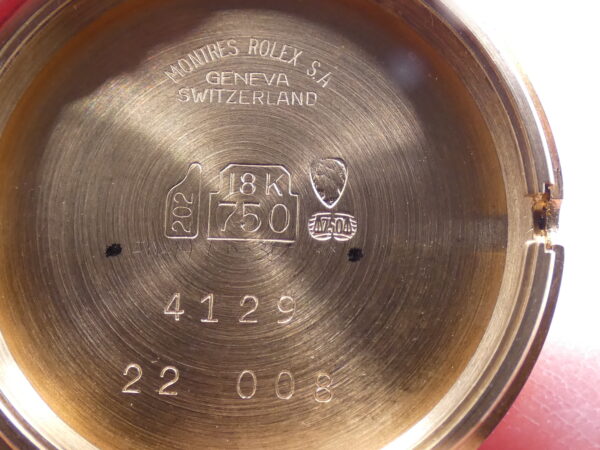 MONTRES ROLEX S.A
GENEVA
SWITZERLAND
202
18K
750
4129
22 008